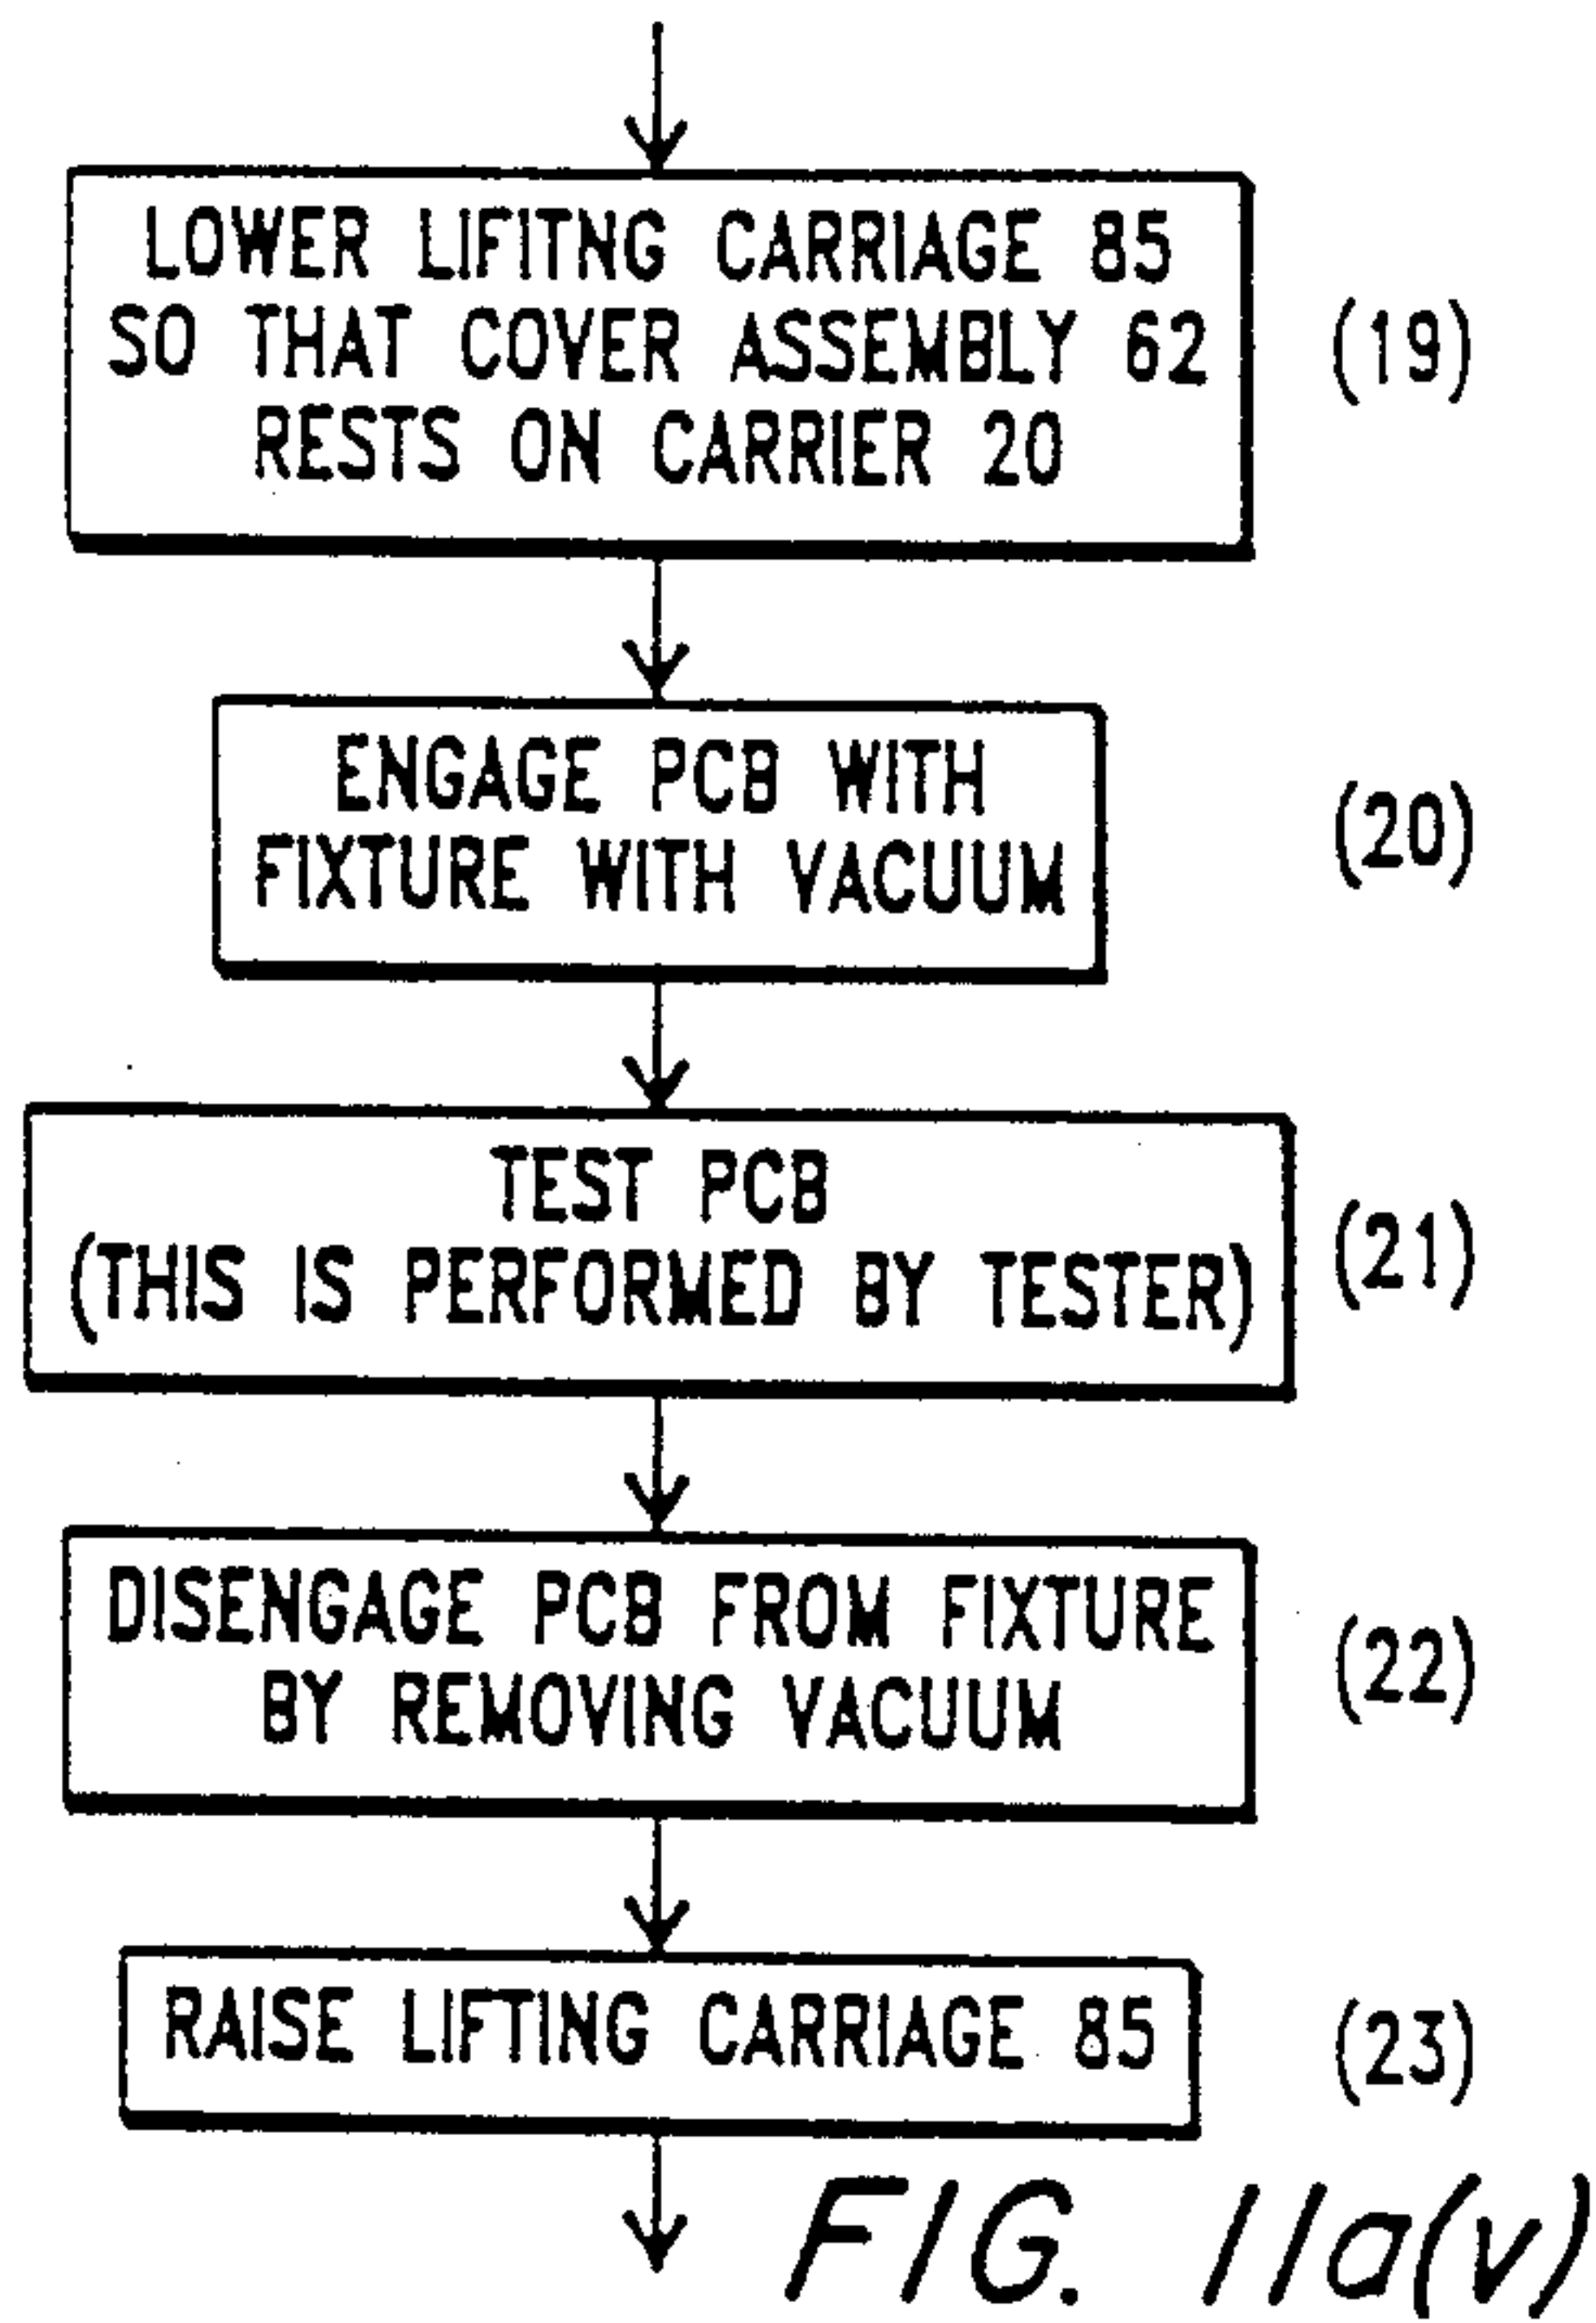 LOWER LIFITNG CARRIAGE 85
SO THAT COVER ASSEMBLY 62
RESTS ON CARRIER 20
(19)
ENGAGE PCB WITH
FIXTURE WITH VACUUM
(20)
TEST PCB
(THIS IS PERFORMED BY TESTER)
(21)
DISENGAGE PCB FROM FIXTURE
BY REMOVING VACUUM
(22)
RAISE LIFTING CARRIAGE 85
(23)
FIG. 11a(v)